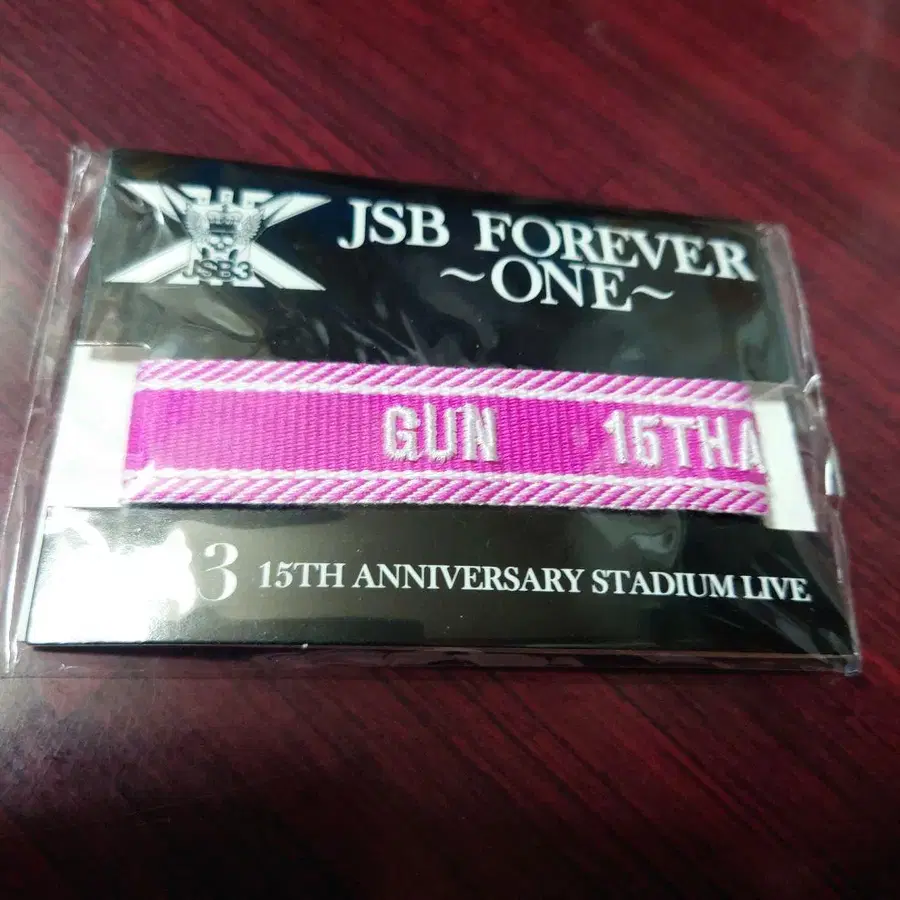 JSB3
JSB FOREVER
~ONE~
GUN 15THA
3 15TH ANNIVERSARY STADIUM LIVE